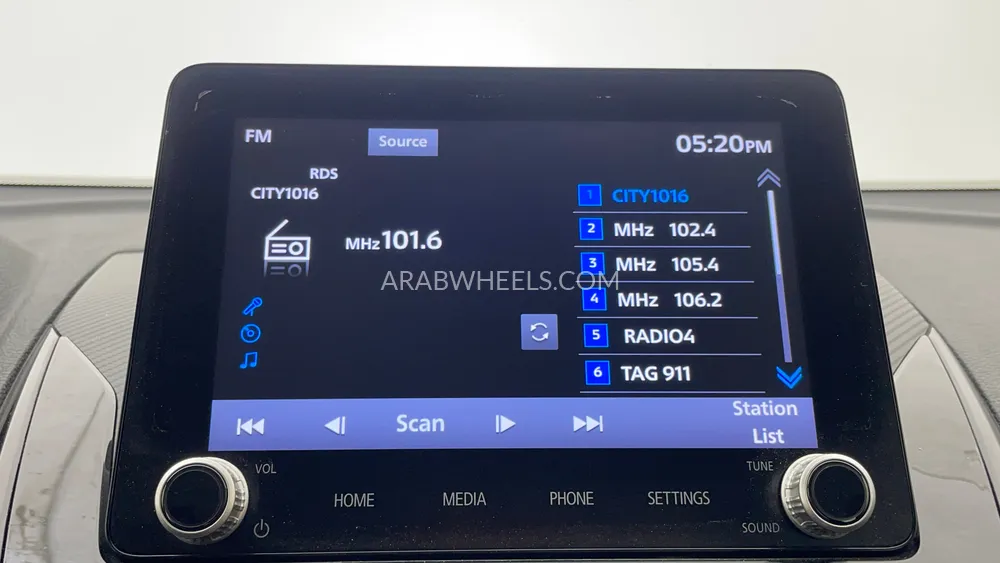 FM
Source
05:20PM
RDS
CITY1016
MHz 101.6
1 CITY1016
2 MHz 102.4
3 MHz 105.4
4 MHz 106.2
5 RADIO4
6 TAG 911
ARABWHEELS.COM
Scan
Station
List
VOL
TUNE
HOME
MEDIA
PHONE
SETTINGS
SOUND